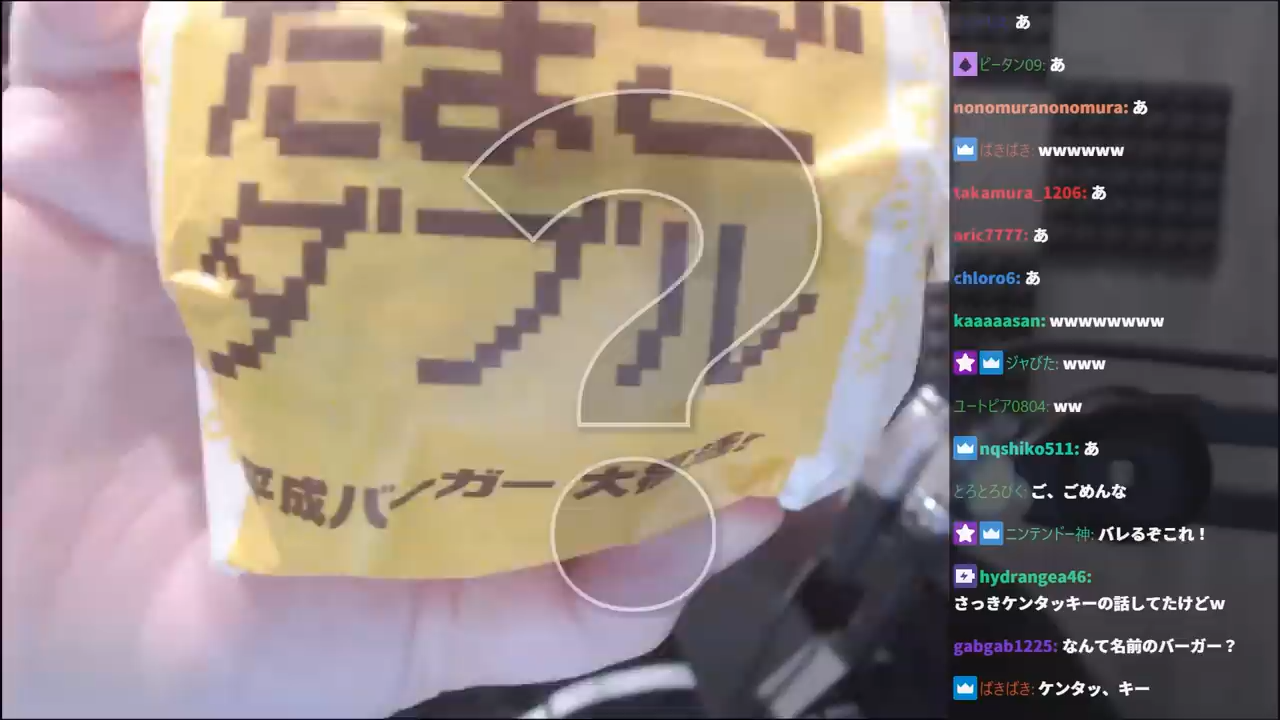 たまご
ダブル
平成バーガー 大
?
あ
ピータン09: あ
nonomuranonomura: あ
ばきばき: wwwwww
takamura_1206: あ
aric7777: あ
chloro6: あ
kaaaaasan: wwwwwwww
ジャびた: www
ユートピア0804: ww
nqshiko511: あ
とろとろびぐ: ご、ごめんな
ニンテンドー神: バレるぞこれ！
hydrangea46:
さっきケンタッキーの話してたけどw
gabgab1225: なんて名前のバーガー？
ばきばき: ケンタッ、キー